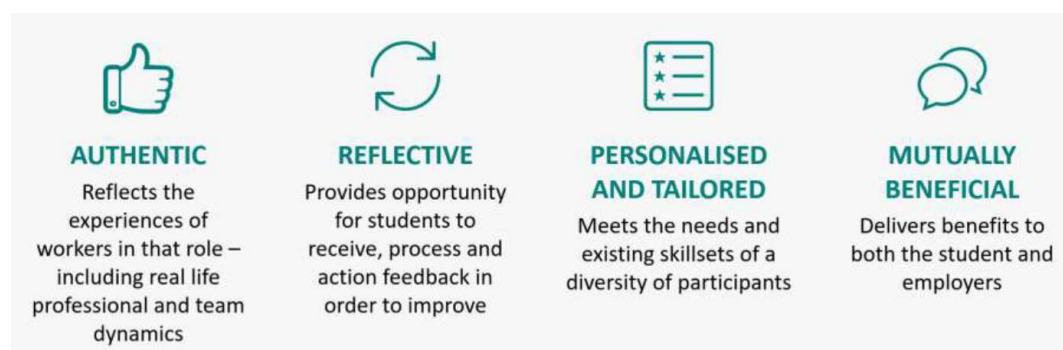 AUTHENTIC
Reflects the
experiences of
workers in that role –
including real life
professional and team
dynamics
REFLECTIVE
Provides opportunity
for students to
receive, process and
action feedback in
order to improve
PERSONALISED
AND TAILORED
Meets the needs and
existing skillsets of a
diversity of participants
MUTUALLY
BENEFICIAL
Delivers benefits to
both the student and
employers